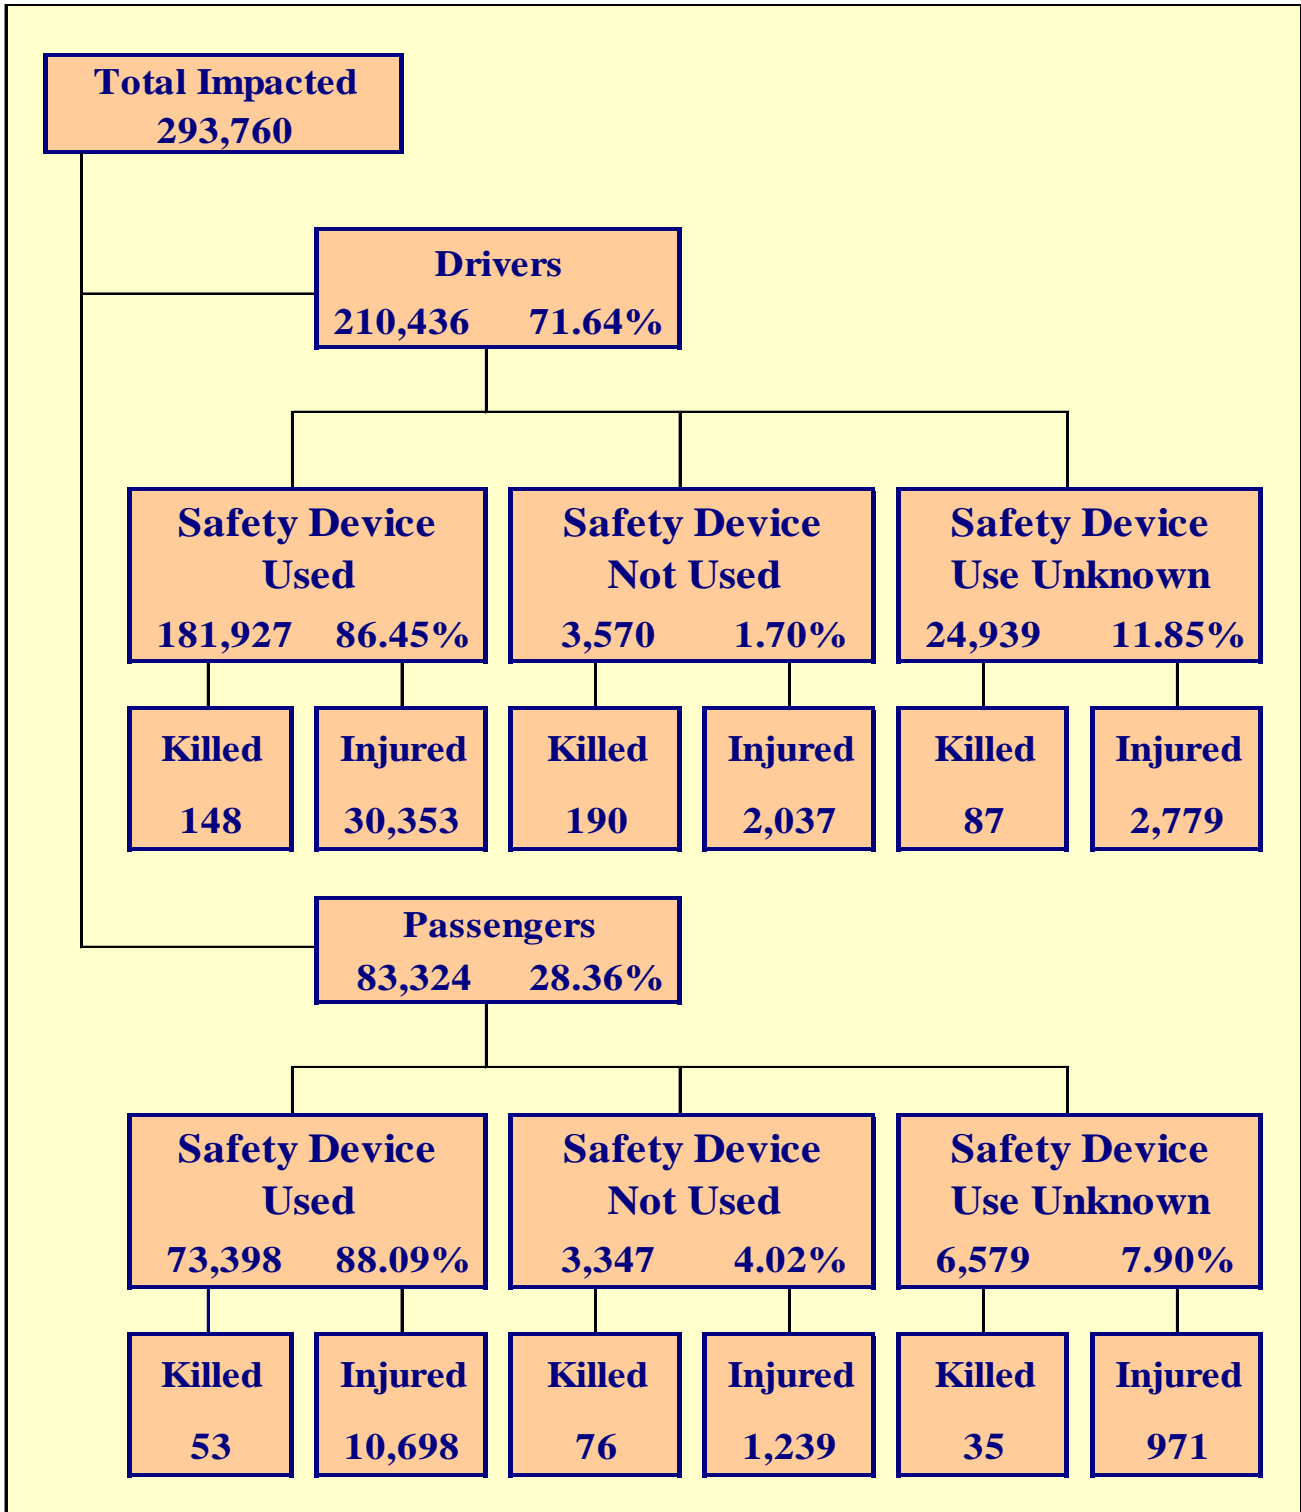 Total Impacted
293,760
Drivers
210,436 71.64%
Safety Device
Used
181,927 86.45%
Safety Device
Not Used
3,570 1.70%
Safety Device
Use Unknown
24,939 11.85%
Killed
148
Injured
30,353
Killed
190
Injured
2,037
Killed
87
Injured
2,779
Passengers
83,324 28.36%
Safety Device
Used
73,398 88.09%
Safety Device
Not Used
3,347 4.02%
Safety Device
Use Unknown
6,579 7.90%
Killed
53
Injured
10,698
Killed
76
Injured
1,239
Killed
35
Injured
971